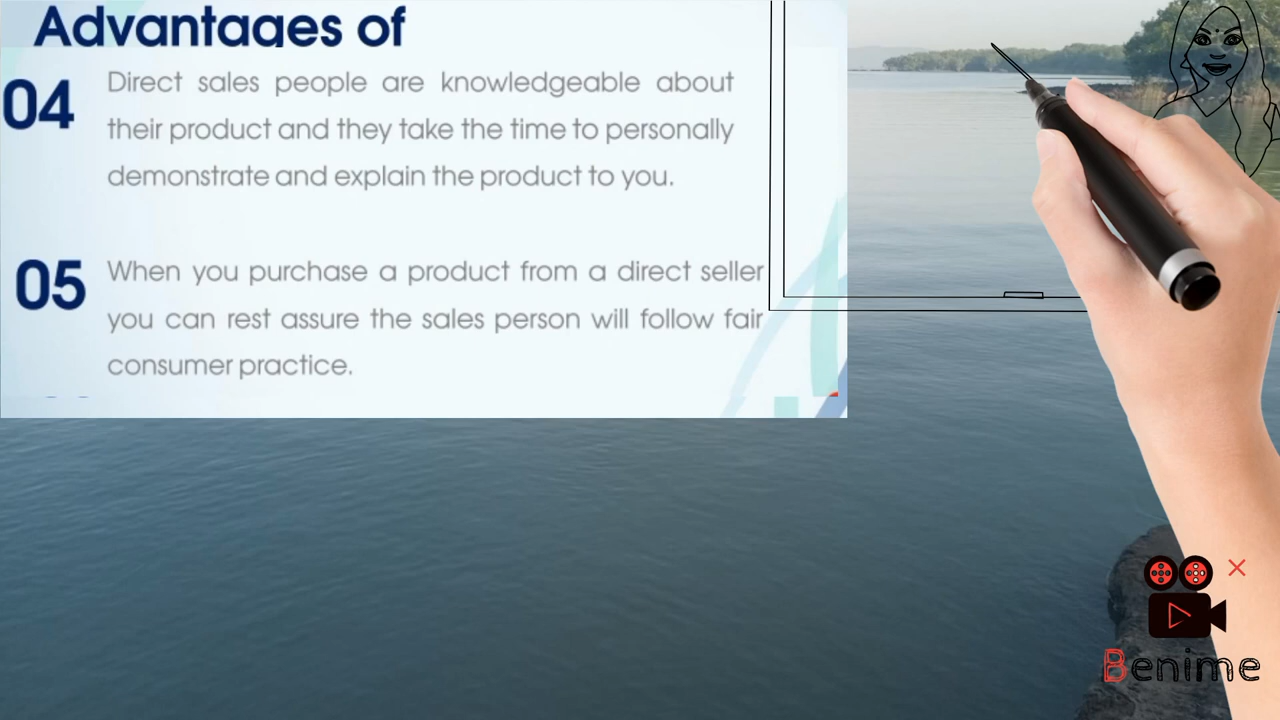 Advantages of
04
Direct sales people are knowledgeable about
their product and they take the time to personally
demonstrate and explain the product to you.
05
When you purchase a product from a direct seller
you can rest assure the sales person will follow fair
consumer practice.
Benime